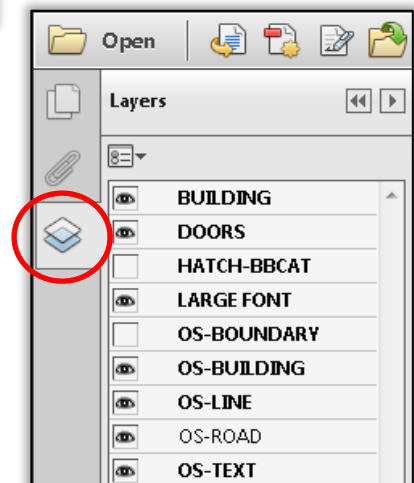 Open
Layers
BUILDING
DOORS
HATCH-BBCAT
LARGE FONT
OS-BOUNDARY
OS-BUILDING
OS-LINE
OS-ROAD
OS-TEXT